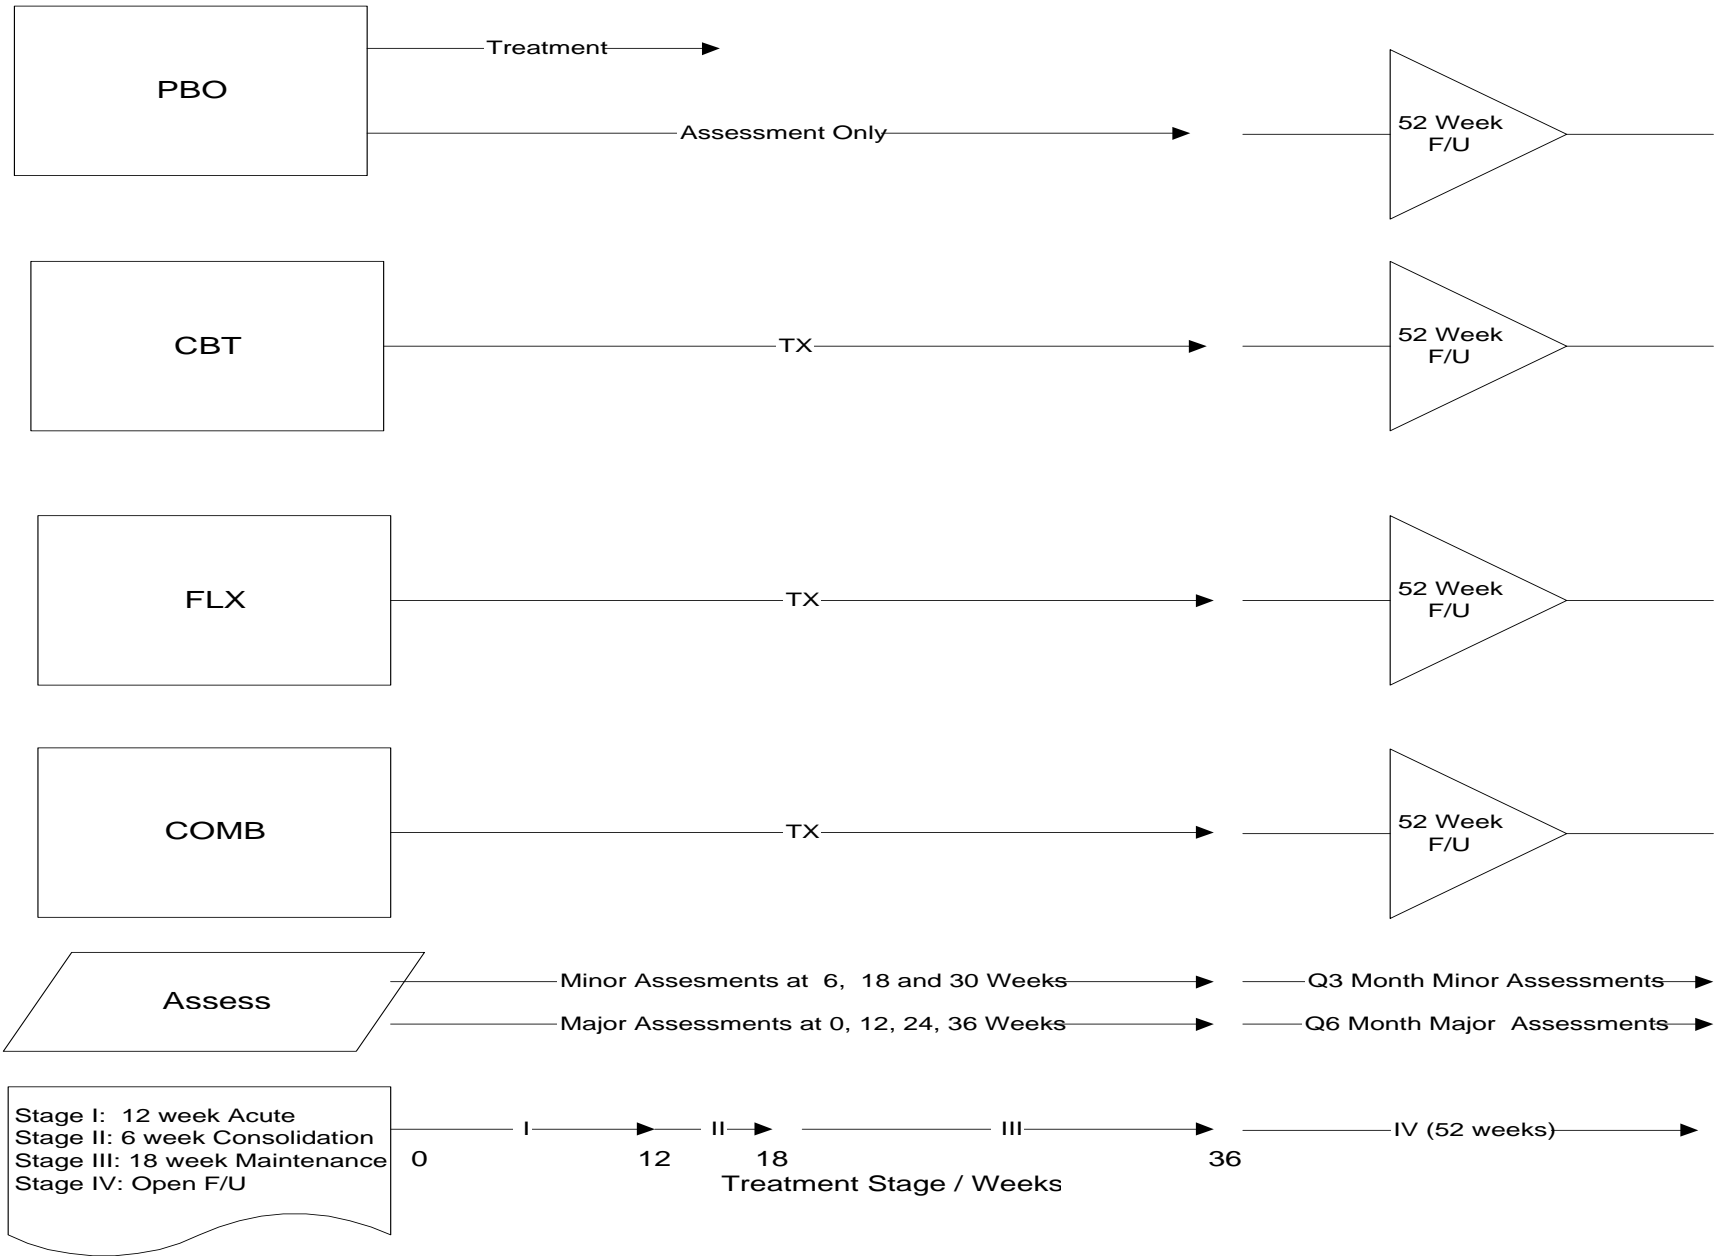 PBO
Treatment
Assessment Only
52 Week
F/U
CBT
TX
52 Week
F/U
FLX
TX
52 Week
F/U
COMB
TX
52 Week
F/U
Assess
Minor Assesments at 6, 18 and 30 Weeks
Q3 Month Minor Assessments
Major Assessments at 0, 12, 24, 36 Weeks
Q6 Month Major Assessments
Stage I: 12 week Acute
Stage II: 6 week Consolidation
Stage III: 18 week Maintenance
Stage IV: Open F/U
I
II
III
IV (52 weeks)
0
12
18
36
Treatment Stage / Weeks